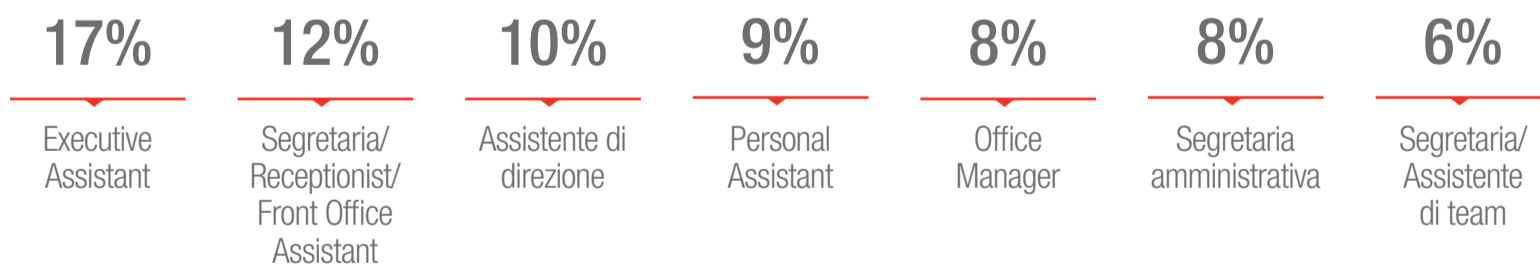 17%
12%
10%
9%
8%
8%
6%
Executive
Assistant
Segretaria/
Receptionist/
Front Office
Assistant
Assistente di
direzione
Personal
Assistant
Office
Manager
Segretaria
amministrativa
Segretaria/
Assistente
di team